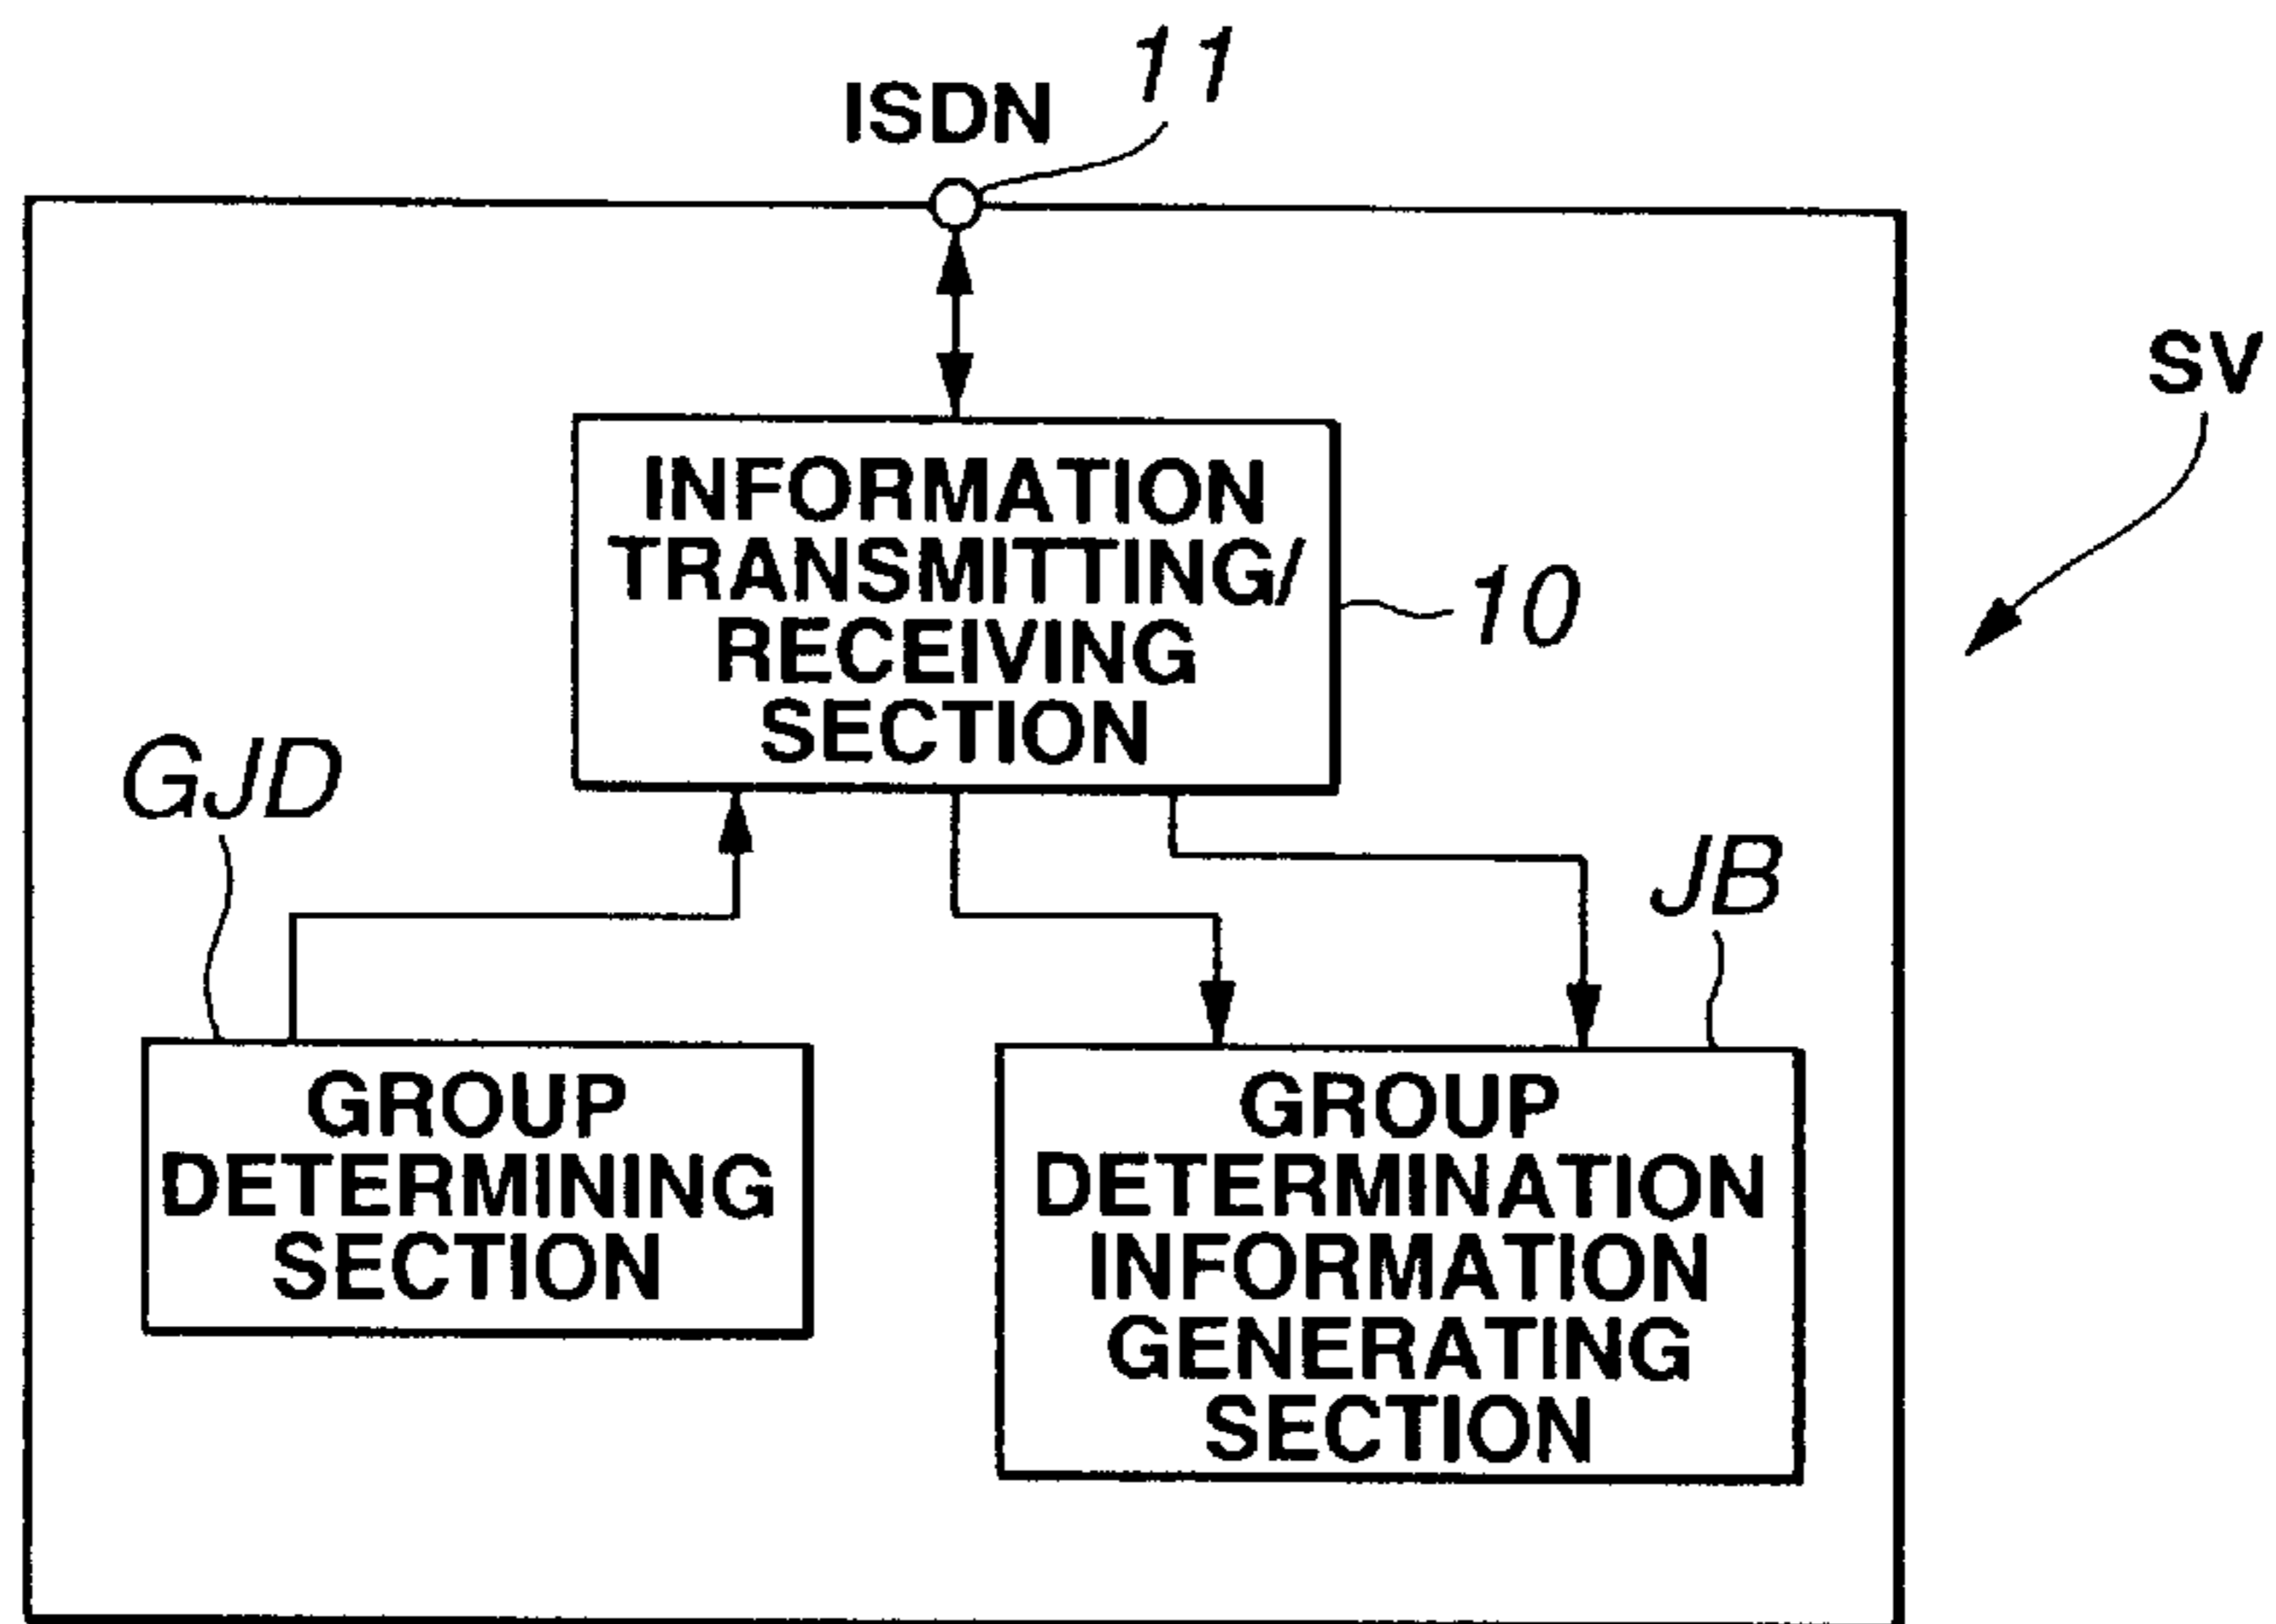 11
ISDN
SV
INFORMATION
TRANSMITTING/
RECEIVING
SECTION
10
GJD
JB
GROUP
DETERMINING
SECTION
GROUP
DETERMINATION
INFORMATION
GENERATING
SECTION